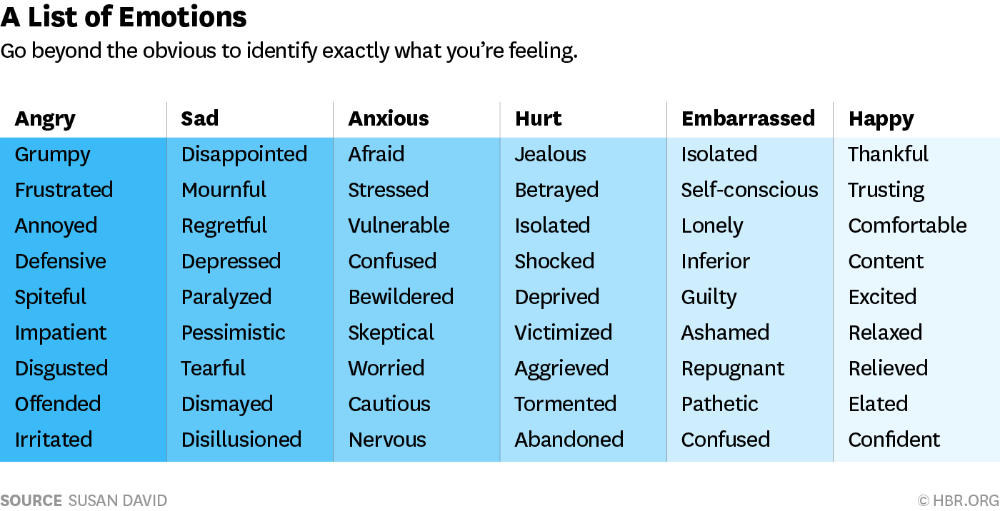 A List of Emotions
Go beyond the obvious to identify exactly what you’re feeling.
Angry Sad Anxious Hurt Embarrassed Happy
Grumpy Disappointed Afraid Jealous Isolated Thankful
Frustrated Mournful Stressed Betrayed Self-conscious Trusting
Annoyed Regretful Vulnerable Isolated Lonely Comfortable
Defensive Depressed Confused Shocked Inferior Content
Spiteful Paralyzed Bewildered Deprived Guilty Excited
Impatient Pessimistic Skeptical Victimized Ashamed Relaxed
Disgusted Tearful Worried Aggrieved Repugnant Relieved
Offended Dismayed Cautious Tormented Pathetic Elated
Irritated Disillusioned Nervous Abandoned Confused Confident
SOURCE SUSAN DAVID © HBR.ORG